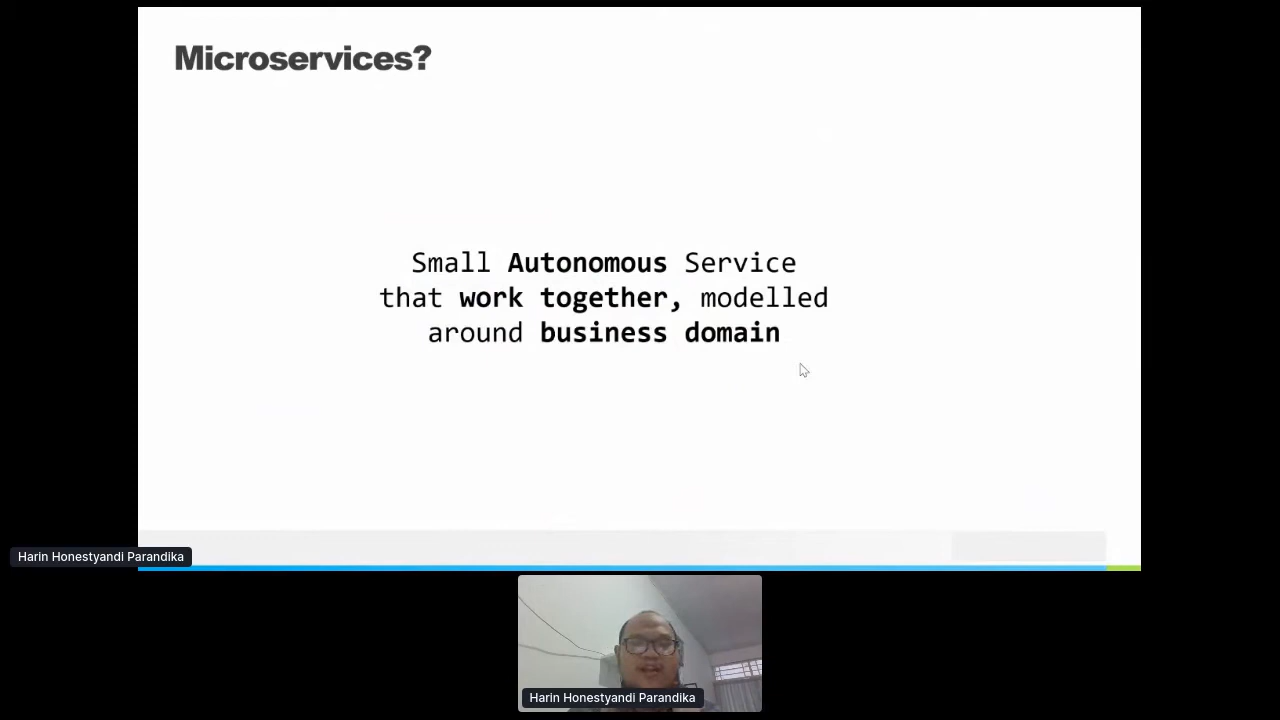 Microservices?
Small Autonomous Service
that work together, modelled
around business domain
Harin Honestyandi Parandika
Harin Honestyandi Parandika